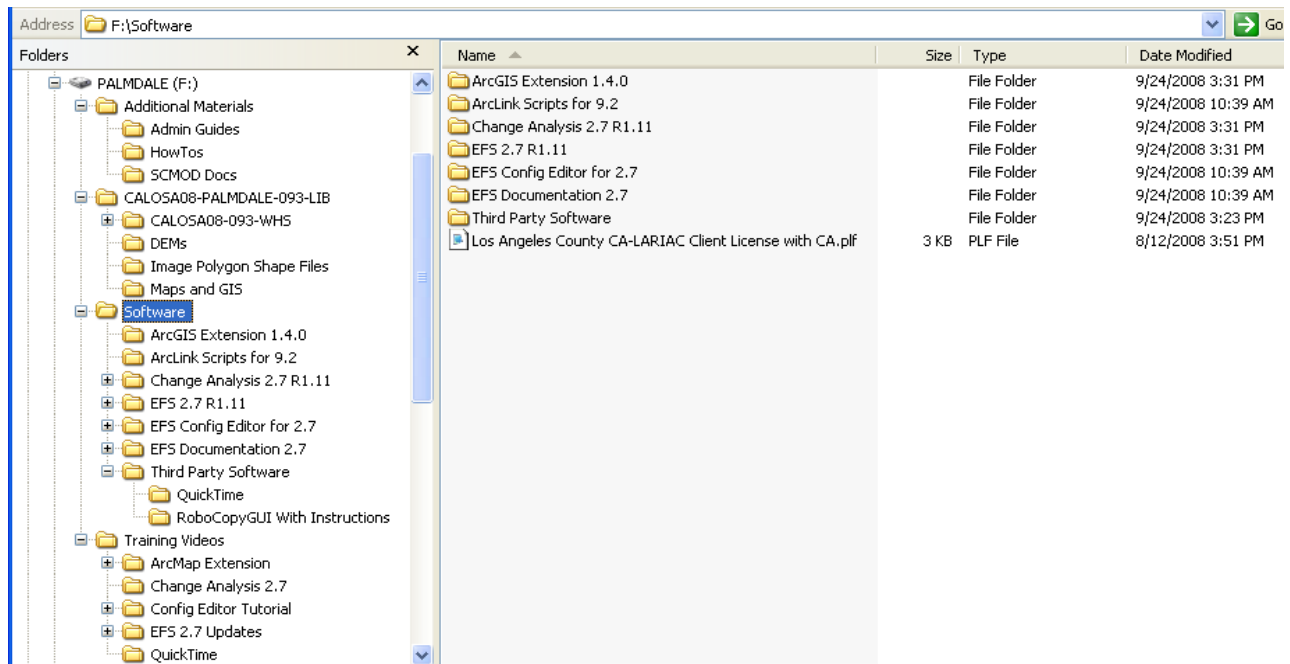 Address F:\Software Go
Folders
PALMDALE (F:)
Additional Materials
Admin Guides
HowTos
SCMOD Docs
CALOSA08-PALMDALE-093-LIB
CALOSA08-093-WHS
DEMs
Image Polygon Shape Files
Maps and GIS
Software
ArcGIS Extension 1.4.0
ArcLink Scripts for 9.2
Change Analysis 2.7 R1.11
EFS 2.7 R1.11
EFS Config Editor for 2.7
EFS Documentation 2.7
Third Party Software
QuickTime
RoboCopyGUI With Instructions
Training Videos
ArcMap Extension
Change Analysis 2.7
Config Editor Tutorial
EFS 2.7 Updates
QuickTime
Name Size Type Date Modified
ArcGIS Extension 1.4.0 File Folder 9/24/2008 3:31 PM
ArcLink Scripts for 9.2 File Folder 9/24/2008 10:39 AM
Change Analysis 2.7 R1.11 File Folder 9/24/2008 3:31 PM
EFS 2.7 R1.11 File Folder 9/24/2008 3:31 PM
EFS Config Editor for 2.7 File Folder 9/24/2008 10:39 AM
EFS Documentation 2.7 File Folder 9/24/2008 10:39 AM
Third Party Software File Folder 9/24/2008 3:23 PM
Los Angeles County CA-LARIAC Client License with CA.plf 3 KB PLF File 8/12/2008 3:51 PM